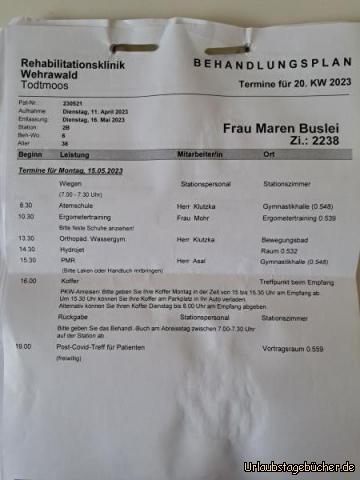 Rehabilitationsklinik
Wehrawald
Todtmoos
BEHANDLUNGSPLAN
Termine für 20. KW 2023
Pat-Nr.: 230521
Aufnahme: Dienstag, 11. April 2023
Entlassung: Dienstag, 16. Mai 2023
Station: 2B
Beh-Wo.: 6
Alter 36
Frau Maren Buslei
Zi.: 2238
Beginn Leistung Mitarbeiter/in Ort
Termine für Montag, 15.05.2023
Wiegen Stationspersonal Stationszimmer
(7.00 - 7.30 Uhr)
8.30 Atemschule Herr Klutzka Gymnastikhalle (0.548)
10.30 Ergometertraining Frau Mohr Ergometertraining 0.539
Bitte feste Schuhe anziehen!
13.30 Orthopäd. Wassergym. Herr Klutzka Bewegungsbad
14.30 Hydrojet Raum 0.532
15.30 PMR Herr Asal Gymnastikhalle (0.548)
(Bitte Laken oder Handtuch mitbringen)
16.00 Koffer Treffpunkt beim Empfang
PKW-Anreisen: Bitte geben Sie Ihre Koffer Montag in der Zeit von 15 bis 15.30 Uhr am Empfang ab.
Um 15.30 Uhr können Sie Ihre Koffer am Parkplatz in Ihr Auto verladen.
Alternativ können Sie Ihren Koffer Dienstag bis 8.00 Uhr am Empfang abgeben.
Rückgabe Stationspersonal Stationszimmer
Bitte geben Sie das Behandl.-Buch am Abreisetag zwischen 7.00-7.30 Uhr
auf der Station ab.
19.00 Post-Covid-Treff für Patienten Vortragsraum 0.559
(freiwillig)
Urlaubstagebücher.de